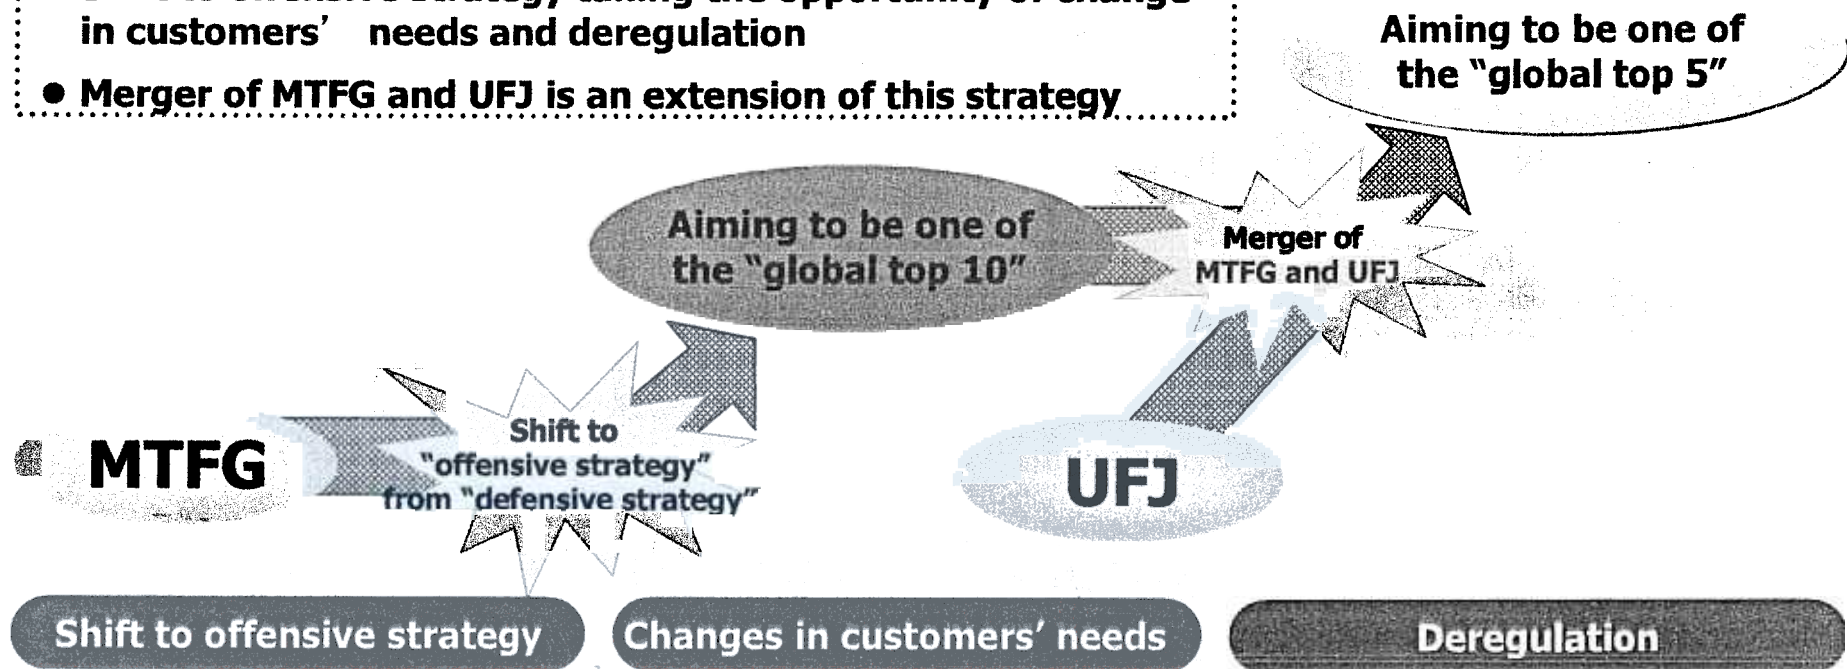 in customers’ needs and deregulation
● Merger of MTFG and UFJ is an extension of this strategy
Aiming to be one of
the “global top 5”
Aiming to be one of
the “global top 10”
Merger of
MTFG and UFJ
MTFG
Shift to
“offensive strategy”
from “defensive strategy”
UFJ
Shift to offensive strategy
Changes in customers’ needs
Deregulation